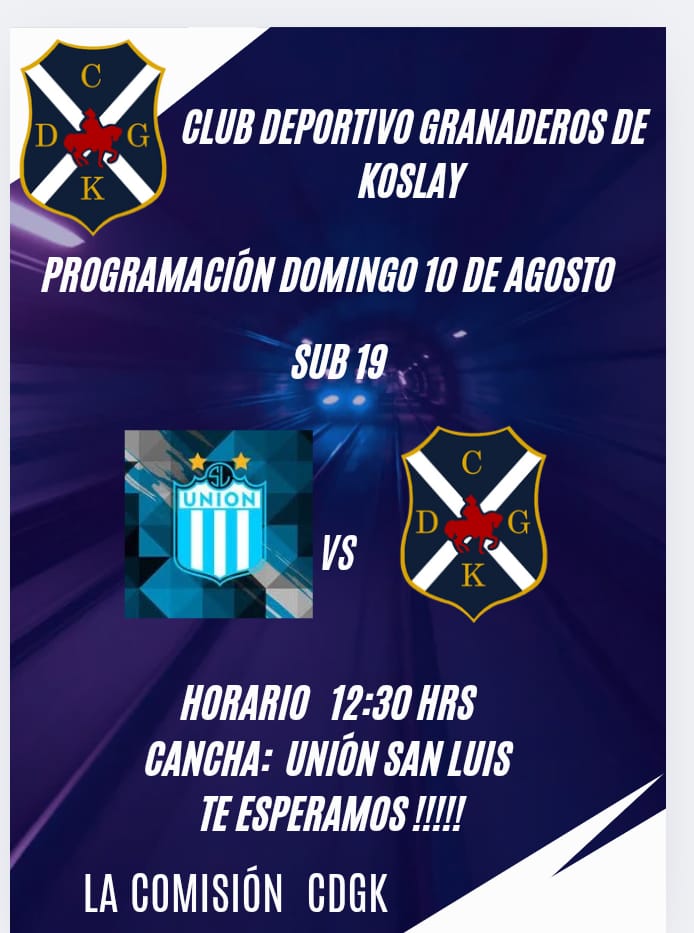 C
D G
K
CLUB DEPORTIVO GRANADEROS DE
KOSLAY
PROGRAMACIÓN DOMINGO 10 DE AGOSTO
SUB 19
SL
UNION
VS
C
D G
K
HORARIO 12:30 HRS
CANCHA: UNIÓN SAN LUIS
TE ESPERAMOS !!!!!
LA COMISIÓN CDGK